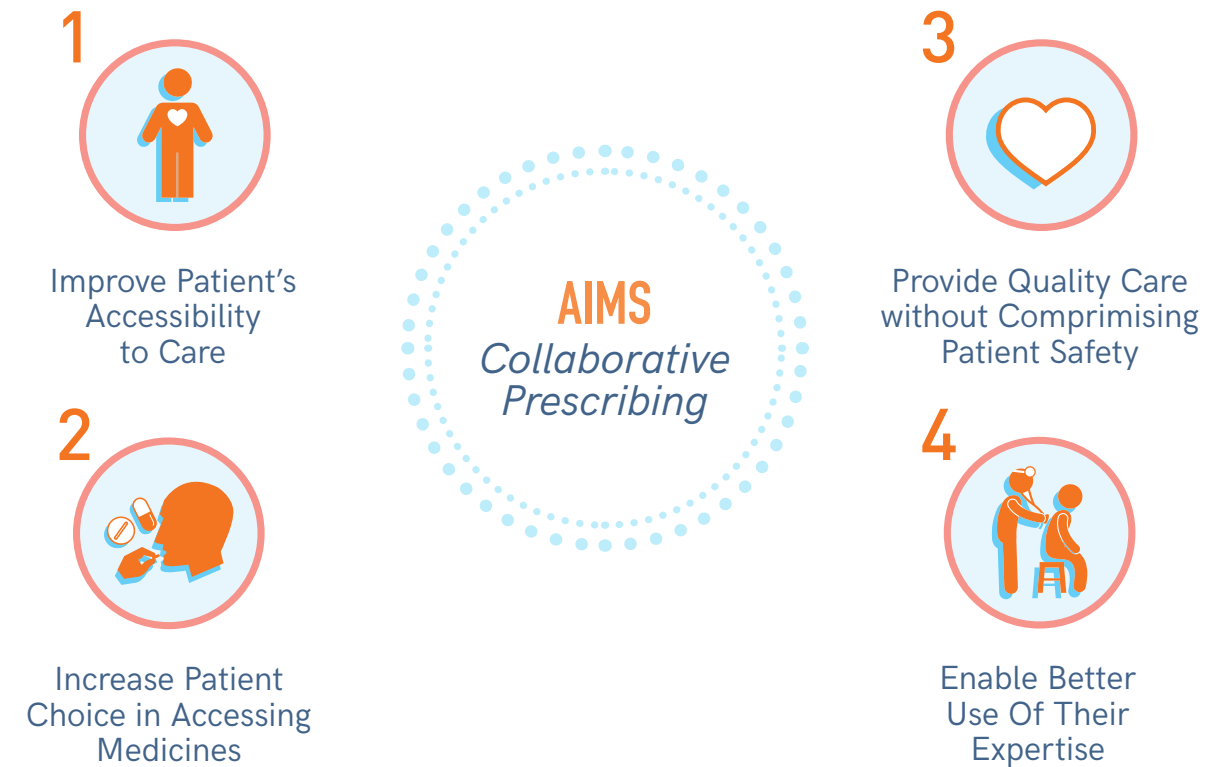 1
Improve Patient's
Accessibility
to Care
2
Increase Patient
Choice in Accessing
Medicines
AIMS
Collaborative
Prescribing
3
Provide Quality Care
without Comprimising
Patient Safety
4
Enable Better
Use Of Their
Expertise